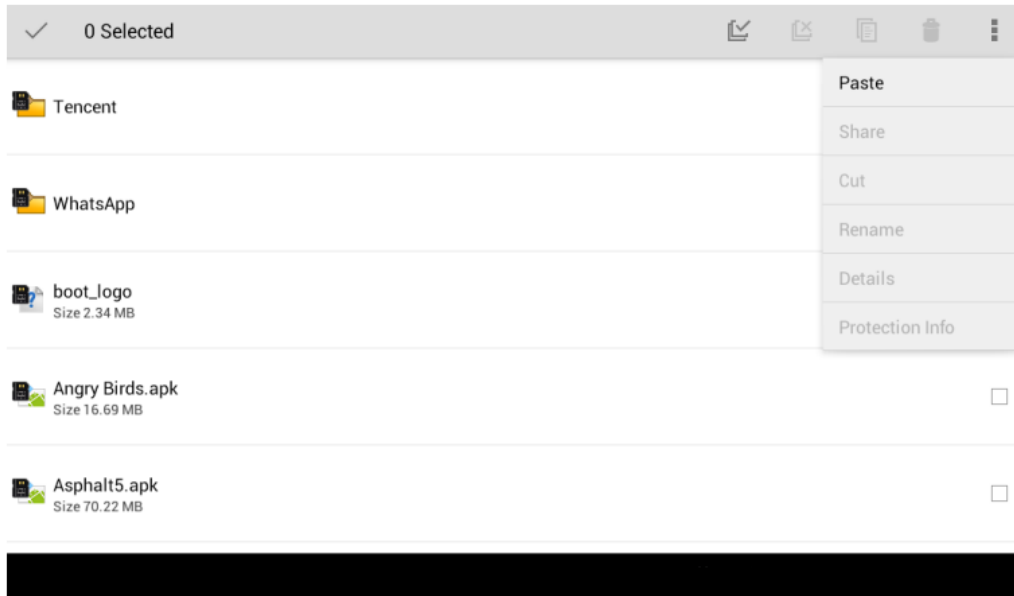 0 Selected
Paste
Tencent
Share
Cut
WhatsApp
Rename
Details
boot_logo
Size 2.34 MB
Protection Info
Angry Birds.apk
Size 16.69 MB
Asphalt5.apk
Size 70.22 MB